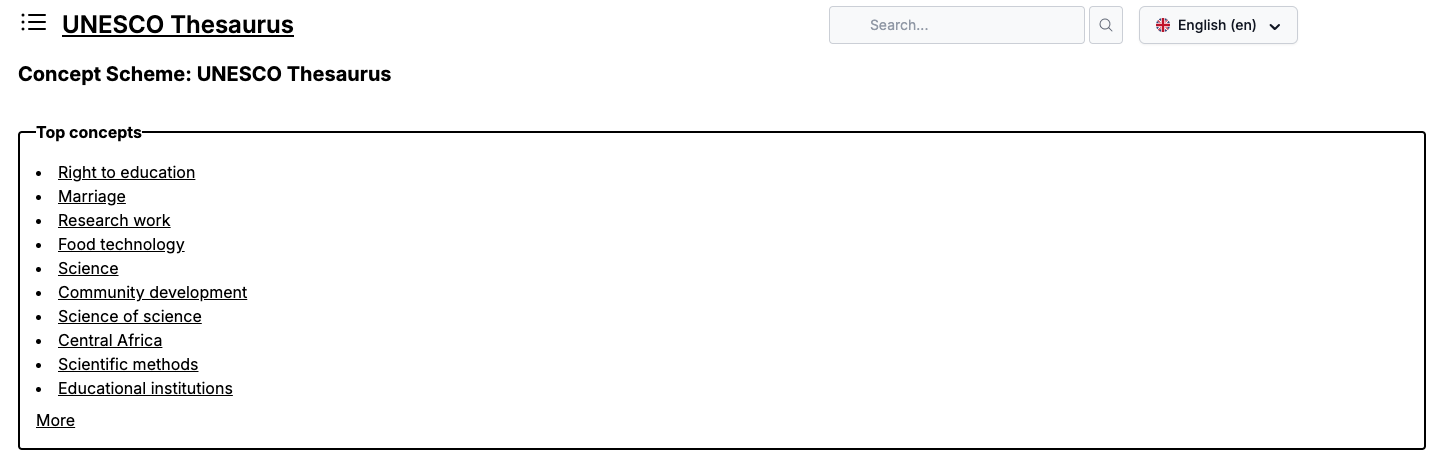 UNESCO Thesaurus
Search...
English (en)
Concept Scheme: UNESCO Thesaurus
Top concepts
Right to education
Marriage
Research work
Food technology
Science
Community development
Science of science
Central Africa
Scientific methods
Educational institutions
More